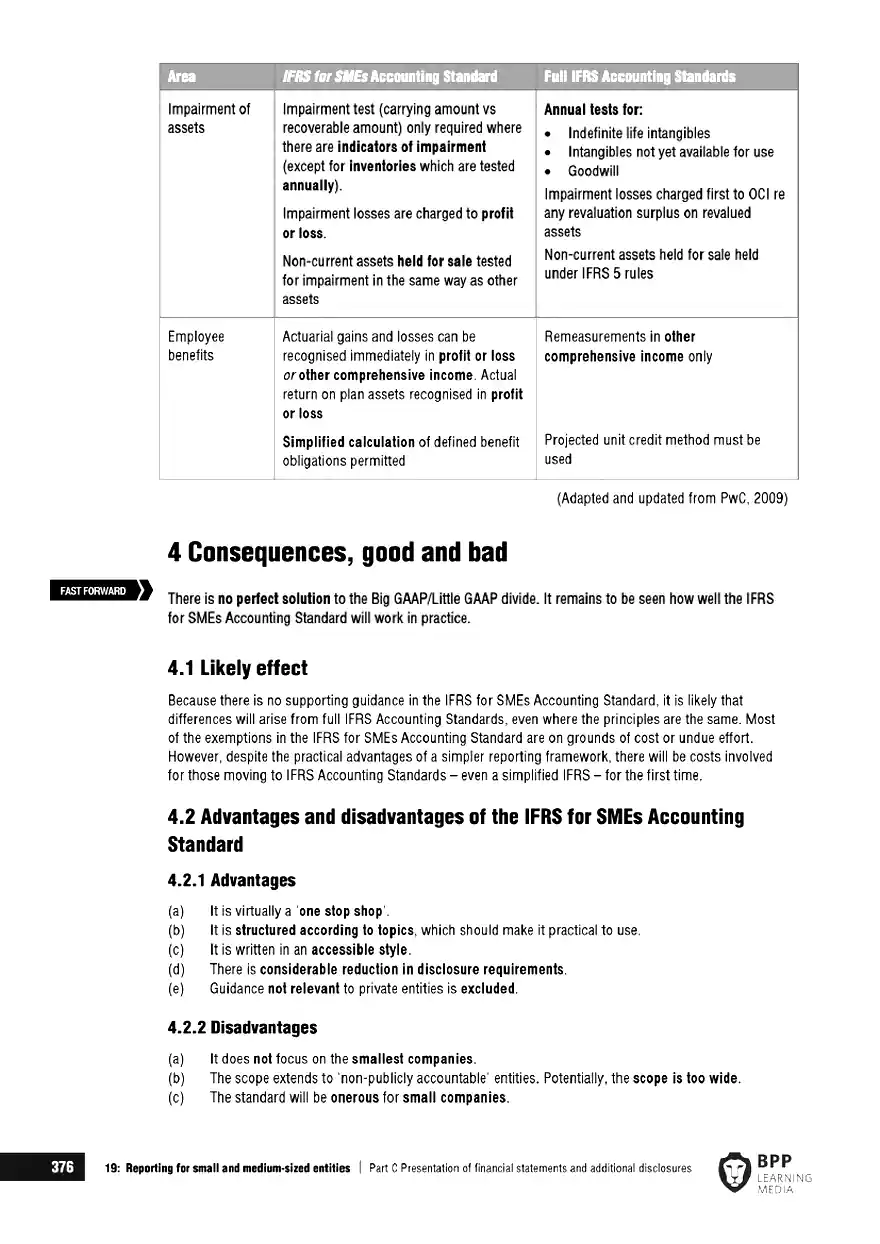 Area IFRS for SMEs Accounting Standard Full IFRS Accounting Standards
Impairment of
assets
Impairment test (carrying amount vs
recoverable amount) only required where
there are indicators of impairment
(except for inventories which are tested
annually).
Impairment losses are charged to profit
or loss.
Non-current assets held for sale tested
for impairment in the same way as other
assets
Annual tests for:
• Indefinite life intangibles
• Intangibles not yet available for use
• Goodwill
Impairment losses charged first to OCI re
any revaluation surplus on revalued
assets
Non-current assets held for sale held
under IFRS 5 rules
Employee
benefits
Actuarial gains and losses can be
recognised immediately in profit or loss
or other comprehensive income. Actual
return on plan assets recognised in profit
or loss
Simplified calculation of defined benefit
obligations permitted
Remeasurements in other
comprehensive income only
Projected unit credit method must be
used
(Adapted and updated from PwC, 2009)
4 Consequences, good and bad
FAST FORWARD
There is no perfect solution to the Big GAAP/Little GAAP divide. It remains to be seen how well the IFRS
for SMEs Accounting Standard will work in practice.
4.1 Likely effect
Because there is no supporting guidance in the IFRS for SMEs Accounting Standard, it is likely that
differences will arise from full IFRS Accounting Standards, even where the principles are the same. Most
of the exemptions in the IFRS for SMEs Accounting Standard are on grounds of cost or undue effort.
However, despite the practical advantages of a simpler reporting framework, there will be costs involved
for those moving to IFRS Accounting Standards – even a simplified IFRS – for the first time.
4.2 Advantages and disadvantages of the IFRS for SMEs Accounting
Standard
4.2.1 Advantages
(a) It is virtually a 'one stop shop'.
(b) It is structured according to topics, which should make it practical to use.
(c) It is written in an accessible style.
(d) There is considerable reduction in disclosure requirements.
(e) Guidance not relevant to private entities is excluded.
4.2.2 Disadvantages
(a) It does not focus on the smallest companies.
(b) The scope extends to 'non-publicly accountable' entities. Potentially, the scope is too wide.
(c) The standard will be onerous for small companies.
376 19: Reporting for small and medium-sized entities | Part C Presentation of financial statements and additional disclosures
BPP
LEARNING
MEDIA